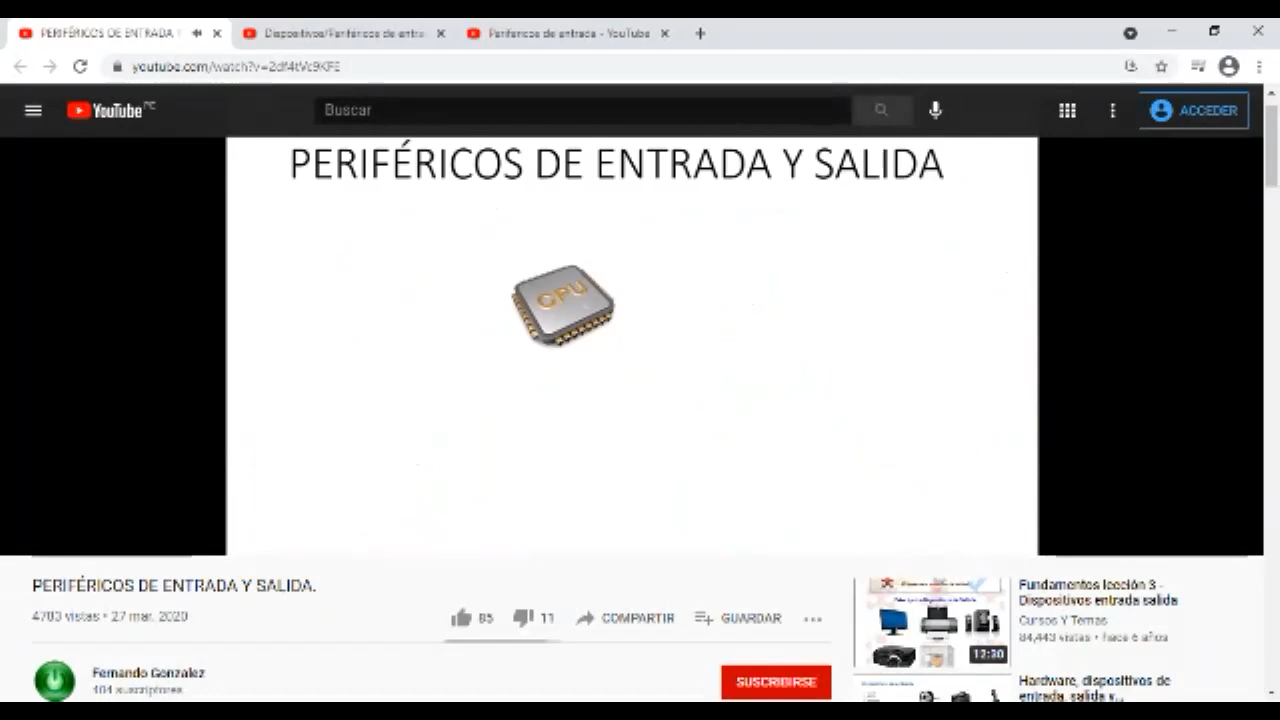 PERIFÉRICOS DE ENTRADA Y
Dispositivos/Periféricos de entra
Periféricos de entrada - YouTube
youtube.com/watch?v=2df4tVc9KFE
YouTube PE
Buscar
ACCEDER
PERIFÉRICOS DE ENTRADA Y SALIDA
CPU
PERIFÉRICOS DE ENTRADA Y SALIDA.
4703 vistas • 27 mar. 2020
85
11
COMPARTIR
GUARDAR
Fernando Gonzalez
404 suscriptores
SUSCRIBIRSE
12:30
Fundamentos lección 3 -
Dispositivos entrada salida
Cursos Y Temas
84,443 vistas • hace 6 años
Hardware, dispositivos de
entrada, salida y...